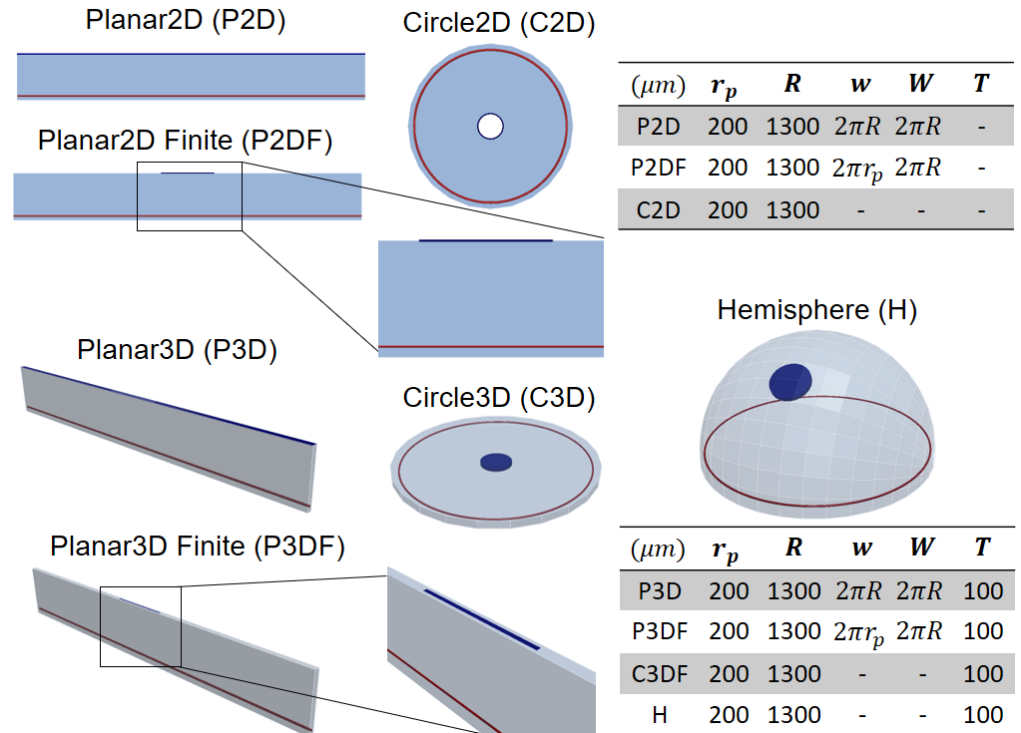 Planar2D (P2D)
Circle2D (C2D)
Planar2D Finite (P2DF)
(μm) r_p R w W T
P2D 200 1300 2πR 2πR -
P2DF 200 1300 2πr_p 2πR -
C2D 200 1300 - - -
Planar3D (P3D)
Circle3D (C3D)
Hemisphere (H)
Planar3D Finite (P3DF)
(μm) r_p R w W T
P3D 200 1300 2πR 2πR 100
P3DF 200 1300 2πr_p 2πR 100
C3DF 200 1300 - - 100
H 200 1300 - - 100